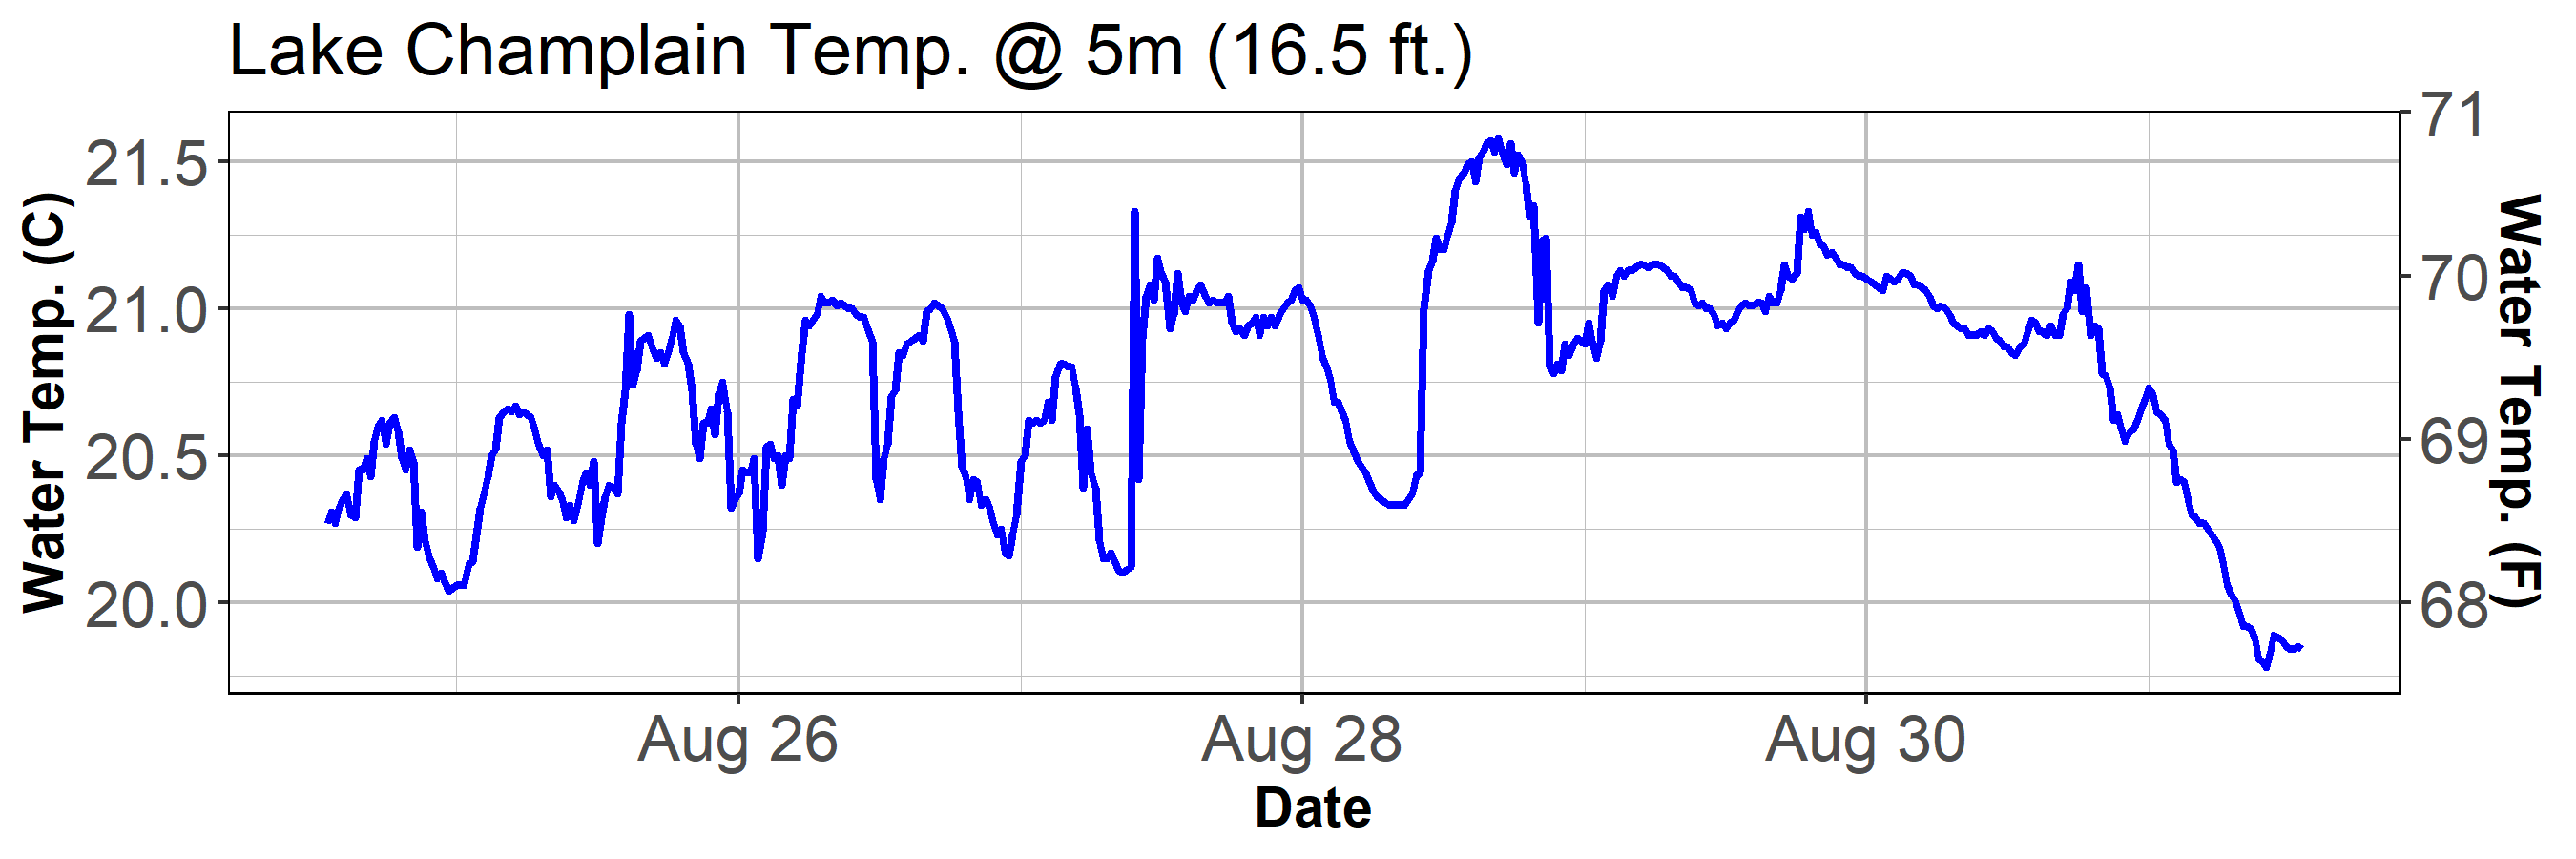 Lake Champlain Temp. @ 5m (16.5 ft.)
Water Temp. (C)
21.5
21.0
20.5
20.0
71
70
69
68
Water Temp. (F)
Aug 26
Aug 28
Aug 30
Date